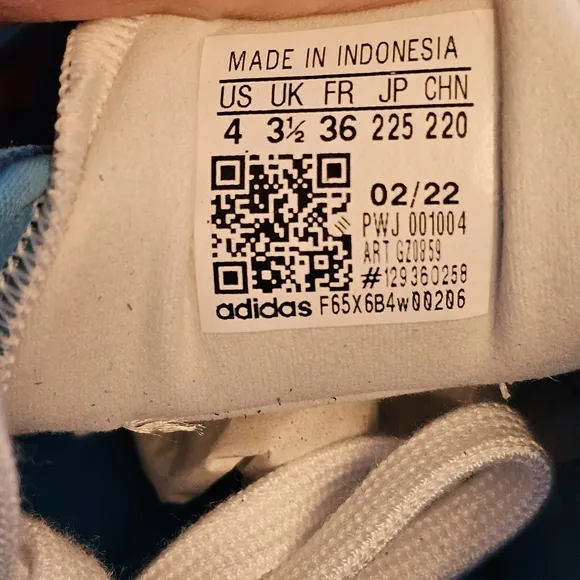 MADE IN INDONESIA
US UK FR JP CHN
4 3½ 36 225 220
02/22
PWJ 001004
ART GZ0859
#129360258
adidas F65X6B4w00206